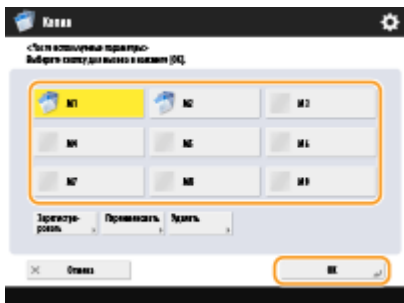 Копия
<Часто используемые параметры>
Выберите кнопку для вызова и нажмите [OK].
M1
M2
M3
M4
M5
M6
M7
M8
M9
Зарегистри-
ровать
Переименовать
Удалить
Отмена
OK